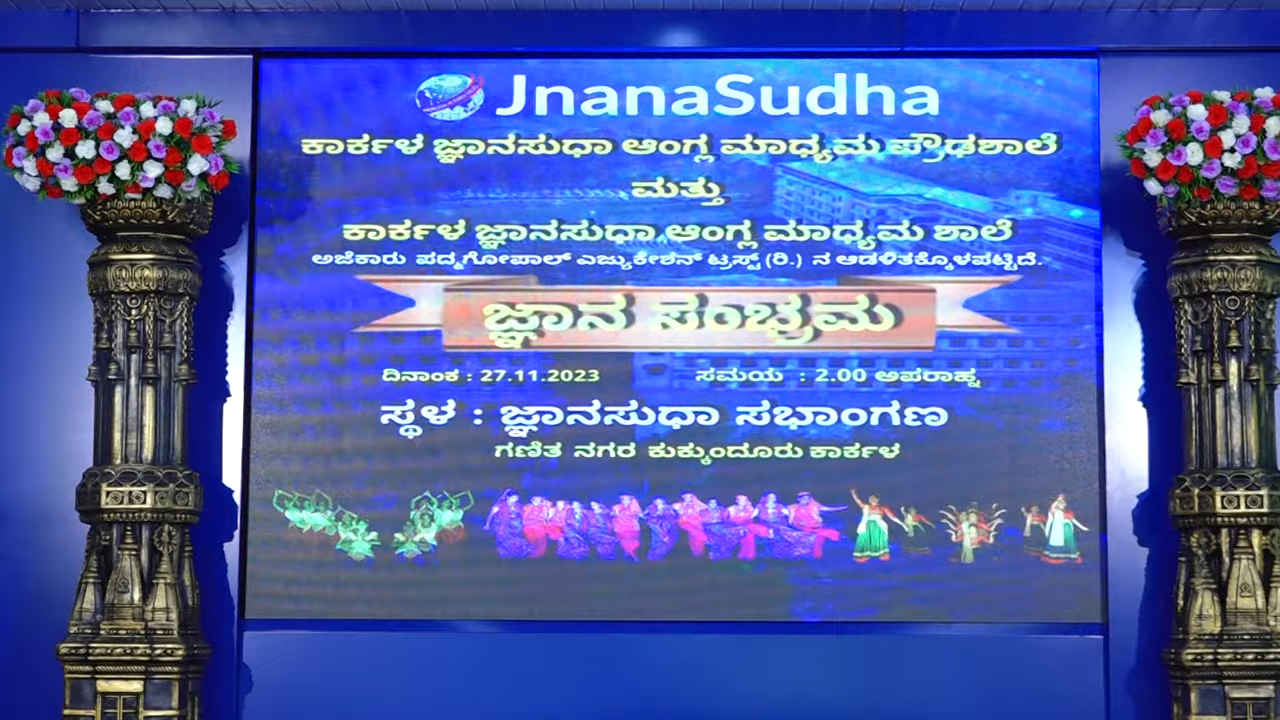 JnanaSudha
ಕಾರ್ಕಳ ಜ್ಞಾನಸುಧಾ ಆಂಗ್ಲ ಮಾಧ್ಯಮ ಪ್ರೌಢಶಾಲೆ
ಮತ್ತು
ಕಾರ್ಕಳ ಜ್ಞಾನಸುಧಾ ಆಂಗ್ಲ ಮಾಧ್ಯಮ ಶಾಲೆ
ಅಜೆಕಾರು ಪದ್ಮಗೋಪಾಲ್ ಎಜ್ಯುಕೇಶನ್ ಟ್ರಸ್ಟ್ (ರಿ.) ನ ಆಡಳಿತಕ್ಕೊಳಪಟ್ಟಿದೆ.
ಜ್ಞಾನ ಸಂಭ್ರಮ
ದಿನಾಂಕ : 27.11.2023 ಸಮಯ : 2.00 ಅಪರಾಹ್ನ
ಸ್ಥಳ : ಜ್ಞಾನಸುಧಾ ಸಭಾಂಗಣ
ಗಣಿತ ನಗರ ಕುಕ್ಕುಂದೂರು ಕಾರ್ಕಳ